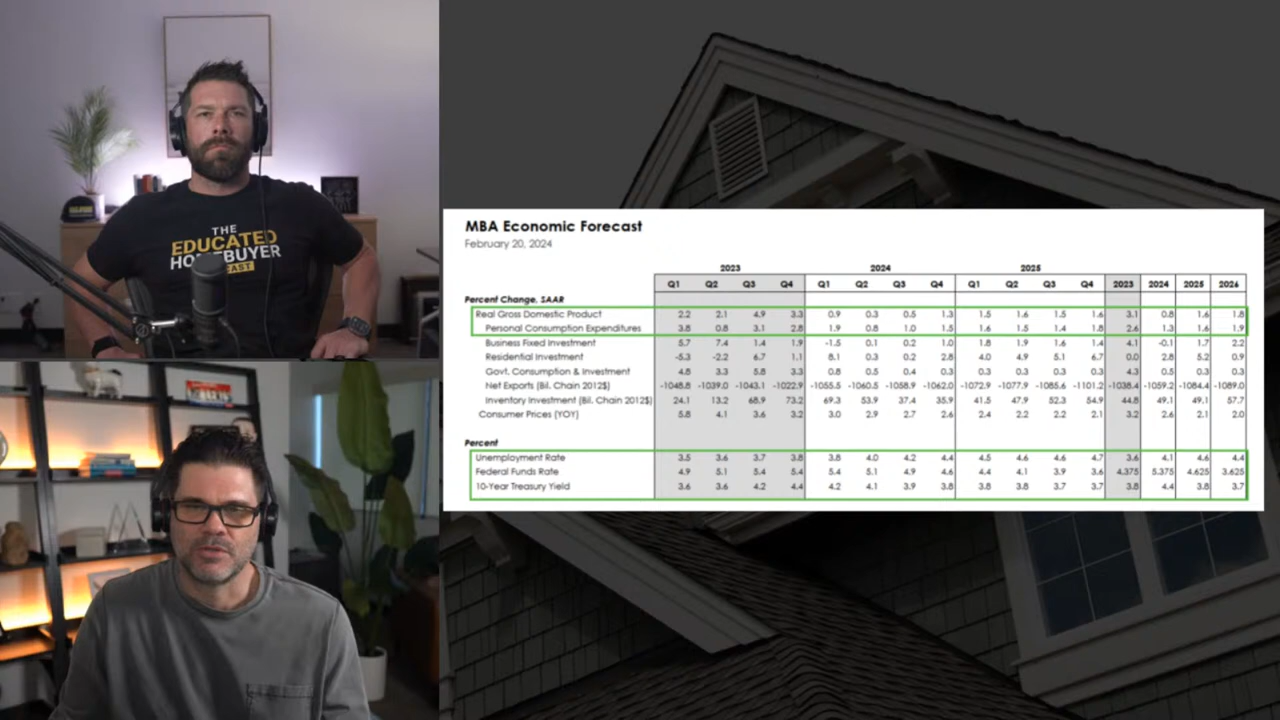 THE
EDUCATED
HOMEBUYER
CAST
MBA Economic Forecast
February 20, 2024
2023 2024 2025
Q1 Q2 Q3 Q4 Q1 Q2 Q3 Q4 Q1 Q2 Q3 Q4 2023 2024 2025 2026
Percent Change, SAAR
Real Gross Domestic Product 2.2 2.1 4.9 3.3 0.9 0.3 0.5 1.3 1.5 1.6 1.5 1.6 3.1 0.8 1.6 1.8
Personal Consumption Expenditures 3.8 0.8 3.1 2.8 1.9 0.8 1.0 1.5 1.6 1.5 1.4 1.8 2.6 1.3 1.6 1.9
Business Fixed Investment 5.7 7.4 1.4 1.9 -1.5 0.1 0.2 1.0 1.8 1.9 1.6 1.4 4.1 -0.1 1.7 2.2
Residential Investment -5.3 -2.2 6.7 1.1 8.1 0.3 0.2 2.8 4.0 4.9 5.1 6.7 0.0 2.8 5.2 0.9
Govt. Consumption & Investment 4.8 3.3 5.8 3.3 0.8 0.5 0.4 0.3 0.3 0.3 0.3 0.3 4.3 0.5 0.3 0.3
Net Exports (Bil. Chain 2012$) -1048.8 -1039.0 -1043.1 -1022.9 -1055.5 -1060.5 -1058.9 -1062.0 -1072.9 -1077.9 -1085.6 -1101.2 -1038.4 -1059.2 -1084.4 -1089.0
Inventory Investment (Bil. Chain 2012$) 24.1 13.2 68.9 73.2 69.3 53.9 37.4 35.9 41.5 47.9 52.3 54.9 44.8 49.1 49.1 57.7
Consumer Prices (YOY) 5.8 4.1 3.6 3.2 3.0 2.9 2.7 2.6 2.4 2.2 2.2 2.1 3.2 2.6 2.1 2.0
Percent
Unemployment Rate 3.5 3.6 3.7 3.8 3.8 4.0 4.2 4.4 4.5 4.6 4.6 4.7 3.6 4.1 4.6 4.4
Federal Funds Rate 4.9 5.1 5.4 5.4 5.4 5.1 4.9 4.6 4.4 4.1 3.9 3.6 4.375 5.375 4.625 3.625
10-Year Treasury Yield 3.6 3.6 4.2 4.4 4.2 4.1 3.9 3.8 3.8 3.8 3.7 3.7 3.8 4.4 3.8 3.7